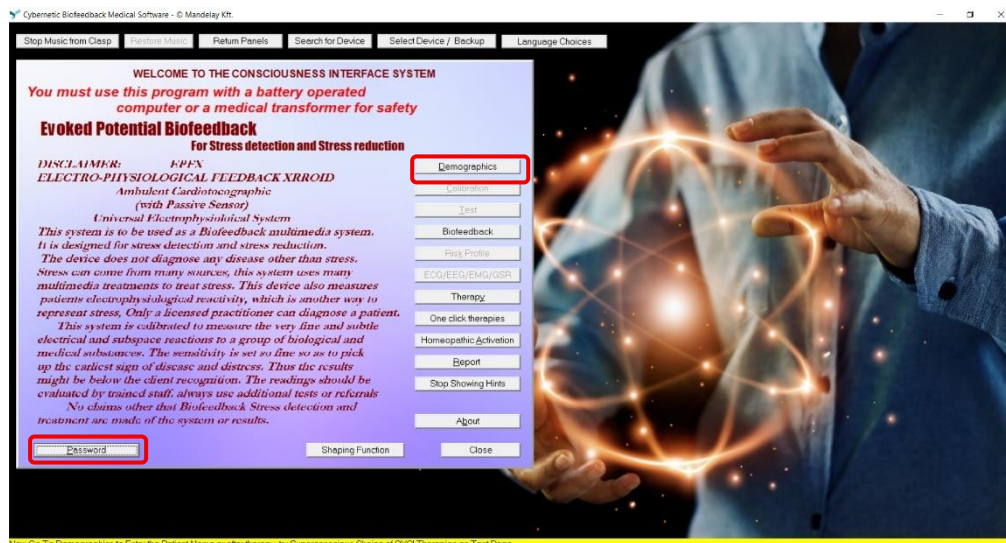 Cybernetic Biofeedback Medical Software - © Mandelay Kft.
Stop Music from Clasp
Restore Music
Return Panels
Search for Device
Select Device / Backup
Language Choices
WELCOME TO THE CONSCIOUSNESS INTERFACE SYSTEM
You must use this program with a battery operated
computer or a medical transformer for safety
Evoked Potential Biofeedback
For Stress detection and Stress reduction
DISCLAIMER: EPFX
ELECTRO-PHYSIOLOGICAL FEEDBACK XRROID
Ambulent Cardiotocographic
(with Passive Sensor)
Universal Electrophysioloical System
This system is to be used as a Biofeedback multimedia system.
It is designed for stress detection and stress reduction.
The device does not diagnose any disease other than stress.
Stress can come from many sources, this system uses many
multimedia treatments to treat stress. This device also measures
patients electrophysiological reactivity, which is another way to
represent stress, Only a licensed practitioner can diagnose a patient.
This system is calibrated to measure the very fine and subtle
electrical and subspace reactions to a group of biological and
medical substances. The sensitivity is set so fine so as to pick
up the earliest sign of disease and distress. Thus the results
might be below the client recognition. The readings should be
evaluated by trained staff. always use additional tests or referrals
No claims other that Biofeedback Stress detection and
treatment are made of the system or results.
Demographics
Calibration
Test
Biofeedback
Risk Profile
ECG/EEG/EMG/GSR
Therapy
One click therapies
Homeopathic Activation
Report
Stop Showing Hints
About
Password
Shaping Function
Close